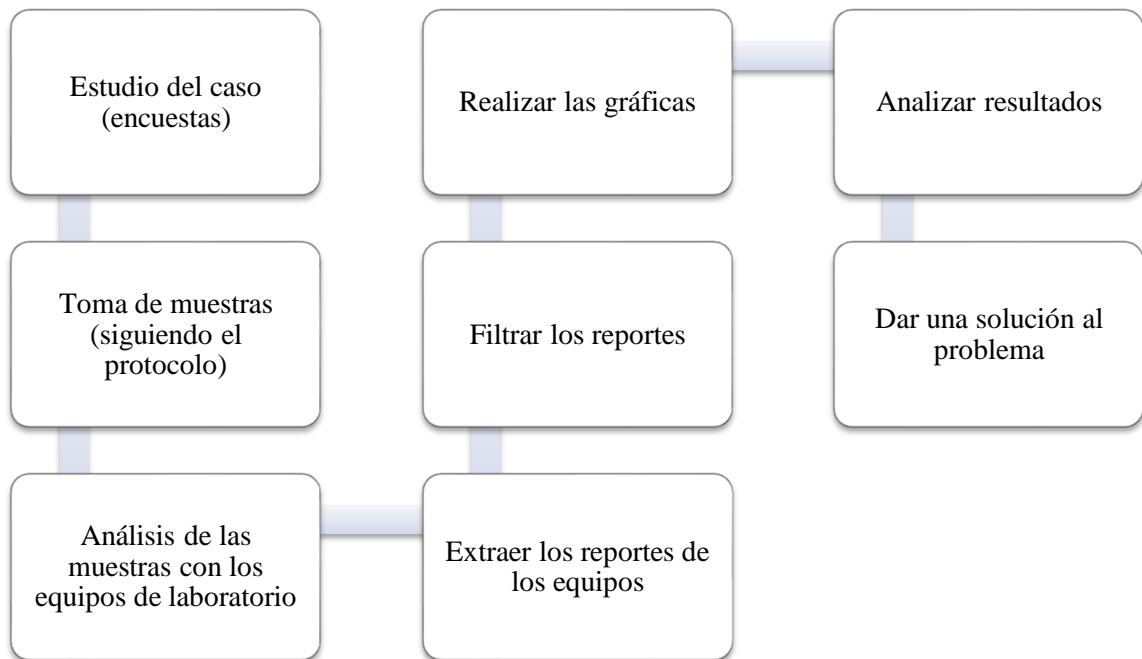 Estudio del caso
(encuestas)
Toma de muestras
(siguiendo el
protocolo)
Análisis de las
muestras con los
equipos de laboratorio
Extraer los reportes de
los equipos
Filtrar los reportes
Realizar las gráficas
Analizar resultados
Dar una solución al
problema